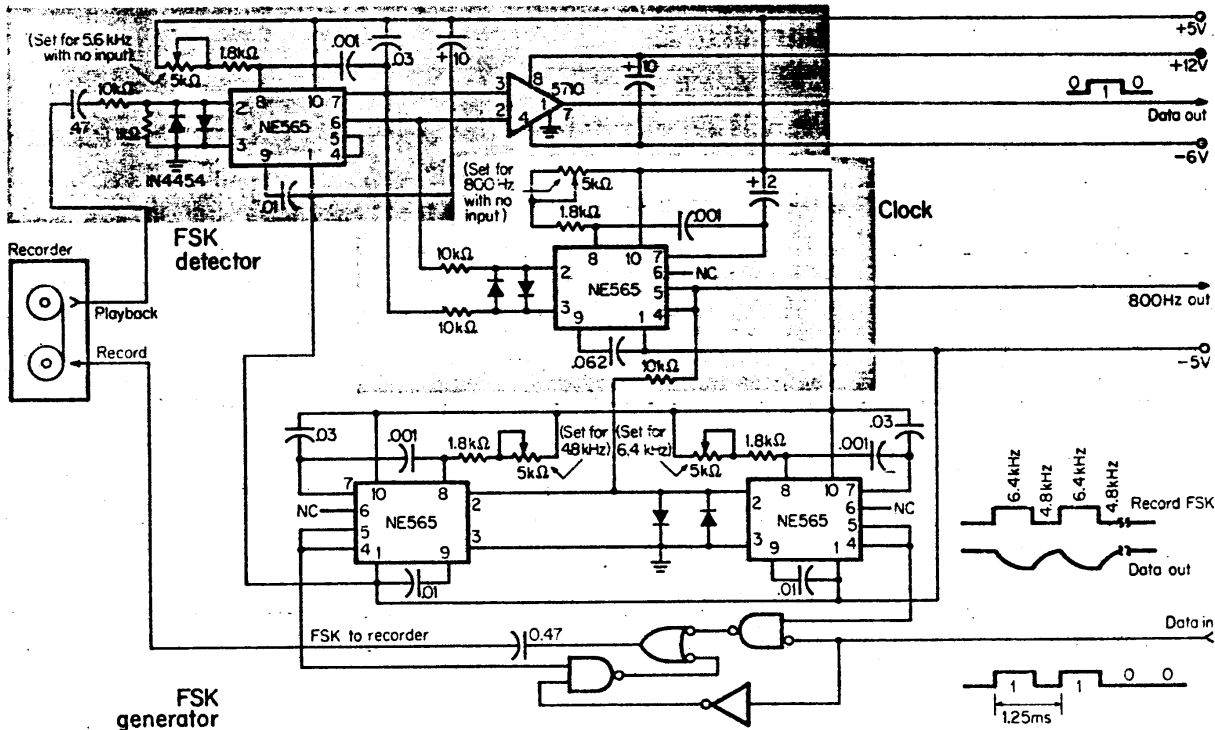 +5V
(Set for 5.6 kHz
with no input)
1.8kΩ
.001
.03
+10
5kΩ
+12V
+10
10kΩ
8
10
7
3
8
5710
1
7
0
1
0
2
6
2
4
Data out
.47
1kΩ
NE565
3
5
4
9
1
−6V
IN4454
.01
(Set for
800Hz
with no
input)
5kΩ
+2
1.8kΩ
.001
Clock
FSK
detector
Recorder
10kΩ
8
10
7
2
6
NC
NE565
5
3
4
800Hz out
Playback
10kΩ
9
1
Record
.062
−5V
10kΩ
.03
.001
1.8kΩ
(Set for
4.8kHz)
(Set for
6.4 kHz)
1.8kΩ
.03
.001
5kΩ
5kΩ
6.4kHz
4.8kHz
6.4kHz
4.8kHz
7
10
8
2
8
10
7
NC
6
2
6
NC
Record FSK
5
NE565
NE565
5
4
3
3
4
1
9
9
1
Data out
.01
.01
FSK to recorder
0.47
Data in
FSK
generator
1
1
0
0
1.25ms